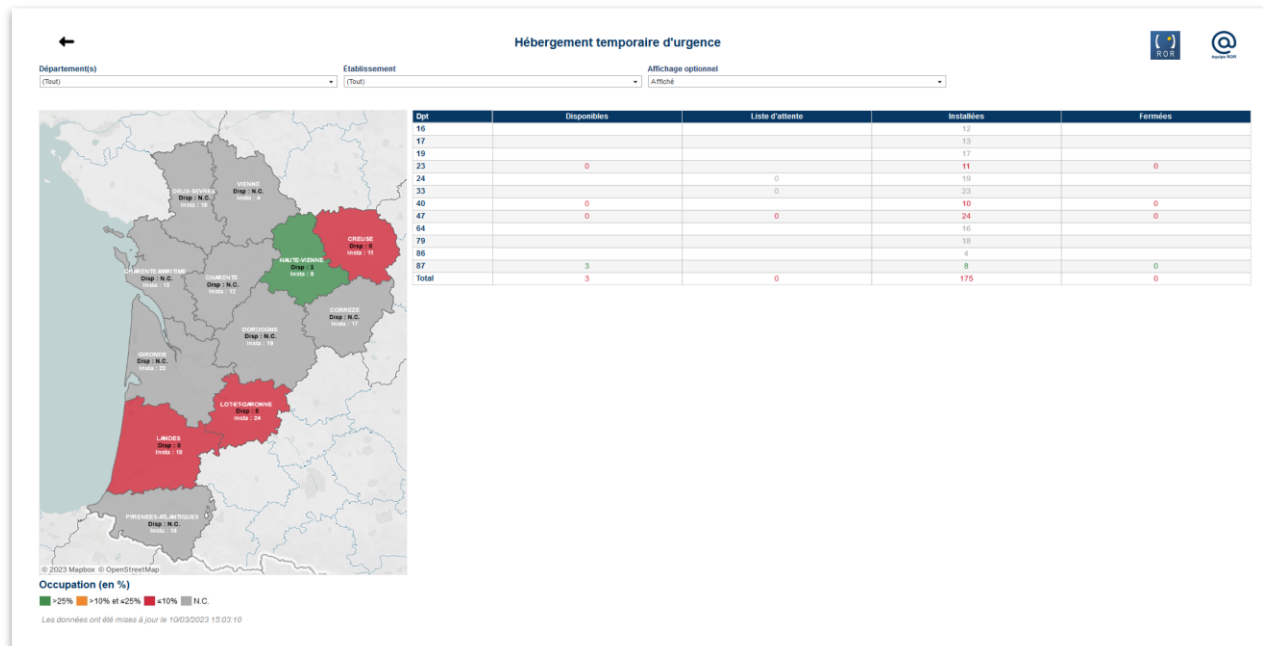 Hébergement temporaire d'urgence
ROR
Equipe ROR
Département(s)
Établissement
Affichage optionnel
(Tout)
(Tout)
Affiché
Dpt Disponibles Liste d'attente Installées Fermées
16 12
17 13
19 17
23 0 11 0
24 0 19
33 0 23
40 0 10 0
47 0 0 24 0
64 16
79 18
86 4
87 3 8 0
Total 3 0 175 0
DEUX-SEVRES
Disp : N.C.
Insta : 18
VIENNE
Disp : N.C.
Insta : 4
CREUSE
Disp : 0
Insta : 11
HAUTE-VIENNE
Disp : 3
Insta : 8
CHARENTE-MARITIME
Disp : N.C.
Insta : 13
CHARENTE
Disp : N.C.
Insta : 12
CORREZE
Disp : N.C.
Insta : 17
DORDOGNE
Disp : N.C.
Insta : 19
GIRONDE
Disp : N.C.
Insta : 23
LOT-ET-GARONNE
Disp : 0
Insta : 24
LANDES
Disp : 0
Insta : 10
PYRENEES-ATLANTIQUES
Disp : N.C.
Insta : 16
© 2023 Mapbox © OpenStreetMap
Occupation (en %)
>25% >10% et ≤25% ≤10% N.C.
Les données ont été mises à jour le 10/03/2023 15:03:10